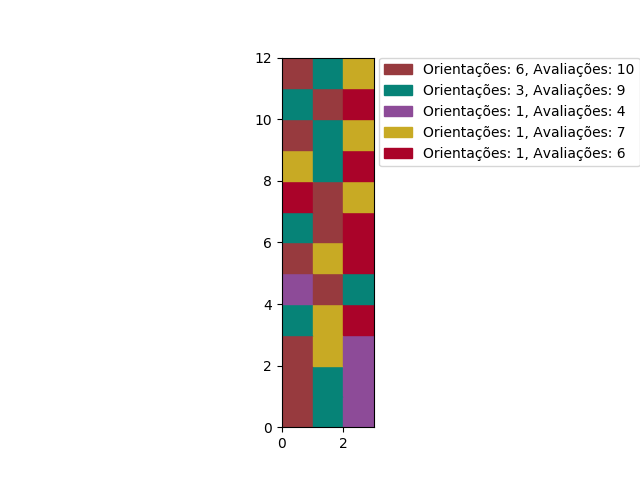 12
10
8
6
4
2
0
0 2
Orientações: 6, Avaliações: 10
Orientações: 3, Avaliações: 9
Orientações: 1, Avaliações: 4
Orientações: 1, Avaliações: 7
Orientações: 1, Avaliações: 6